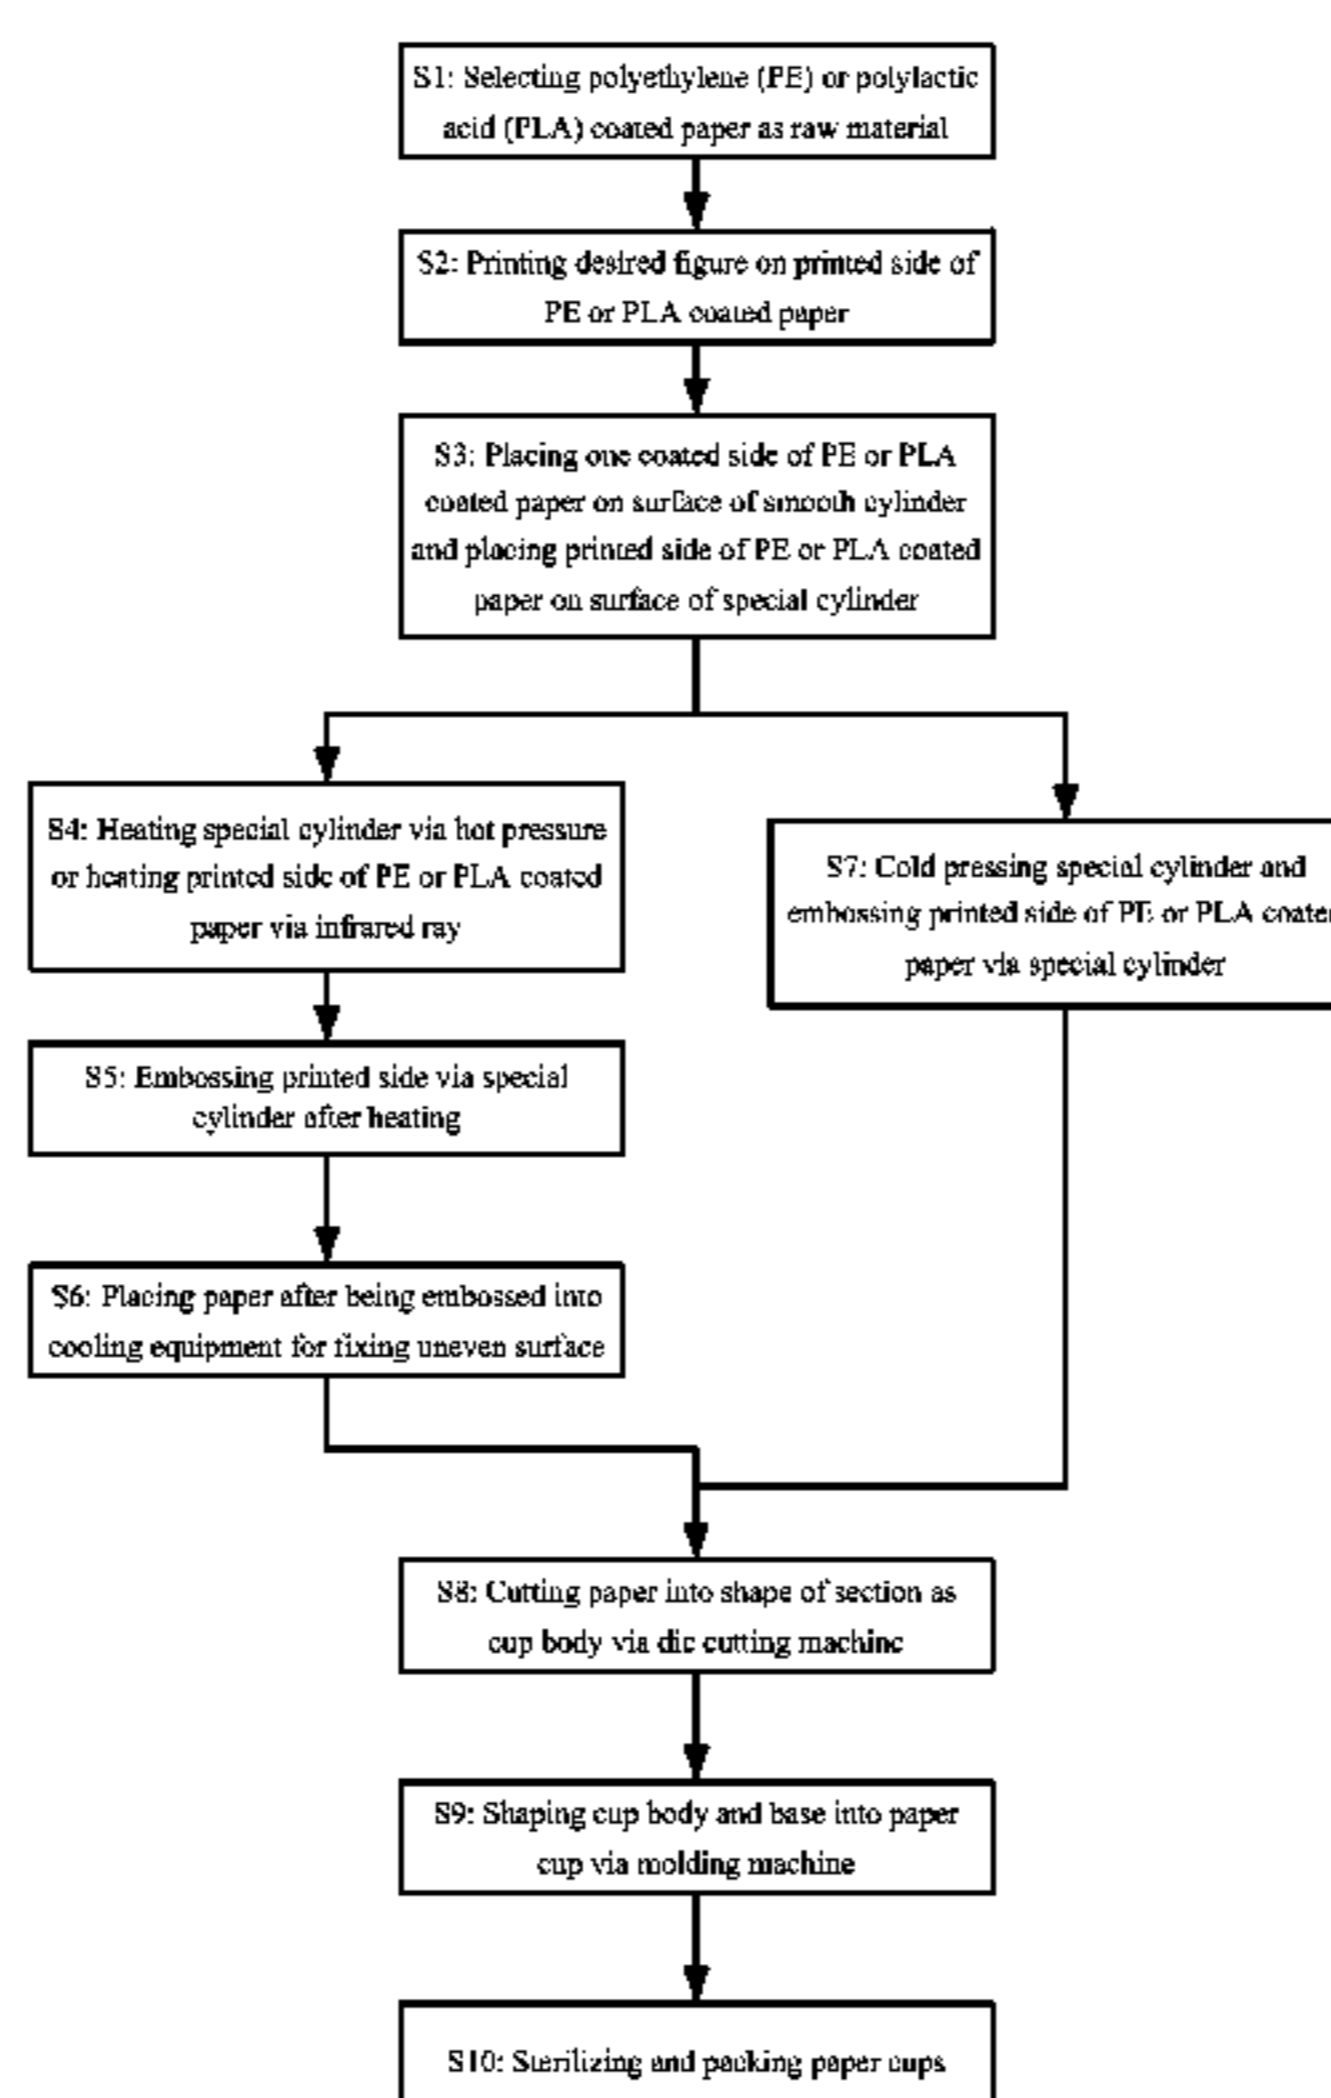 S1: Selecting polyethylene (PE) or polylactic
acid (PLA) coated paper as raw material
S2: Printing desired figure on printed side of
PE or PLA coated paper
S3: Placing one coated side of PE or PLA
coated paper on surface of smooth cylinder
and placing printed side of PE or PLA coated
paper on surface of special cylinder
S4: Heating special cylinder via hot pressure
or heating printed side of PE or PLA coated
paper via infrared ray
S7: Cold pressing special cylinder and
embossing printed side of PE or PLA coated
paper via special cylinder
S5: Embossing printed side via special
cylinder after heating
S6: Placing paper after being embossed into
cooling equipment for fixing uneven surface
S8: Cutting paper into shape of section as
cup body via die cutting machine
S9: Shaping cup body and base into paper
cup via molding machine
S10: Sterilizing and packing paper cups